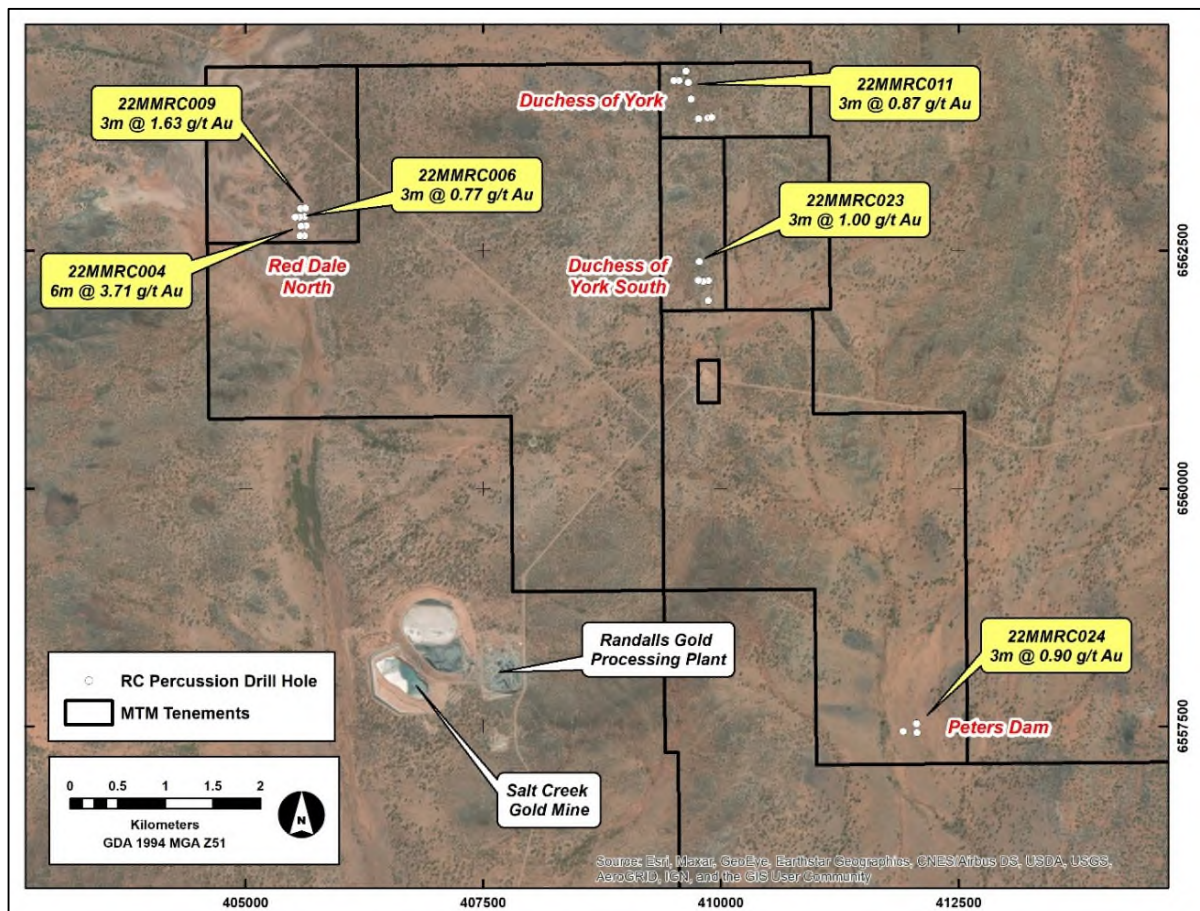 22MMRC009
3m @ 1.63 g/t Au
22MMRC006
3m @ 0.77 g/t Au
22MMRC004
6m @ 3.71 g/t Au
Red Dale
North
Duchess of York
22MMRC011
3m @ 0.87 g/t Au
22MMRC023
3m @ 1.00 g/t Au
Duchess of
York South
6562500
6560000
Randalls Gold
Processing Plant
22MMRC024
3m @ 0.90 g/t Au
Peters Dam
6557500
Salt Creek
Gold Mine
RC Percussion Drill Hole
MTM Tenements
0 0.5 1 1.5 2
Kilometers
GDA 1994 MGA Z51
N
Source: Esri, Maxar, GeoEye, Earthstar Geographics, CNES/Airbus DS, USDA, USGS,
AeroGRID, IGN, and the GIS User Community
405000
407500
410000
412500